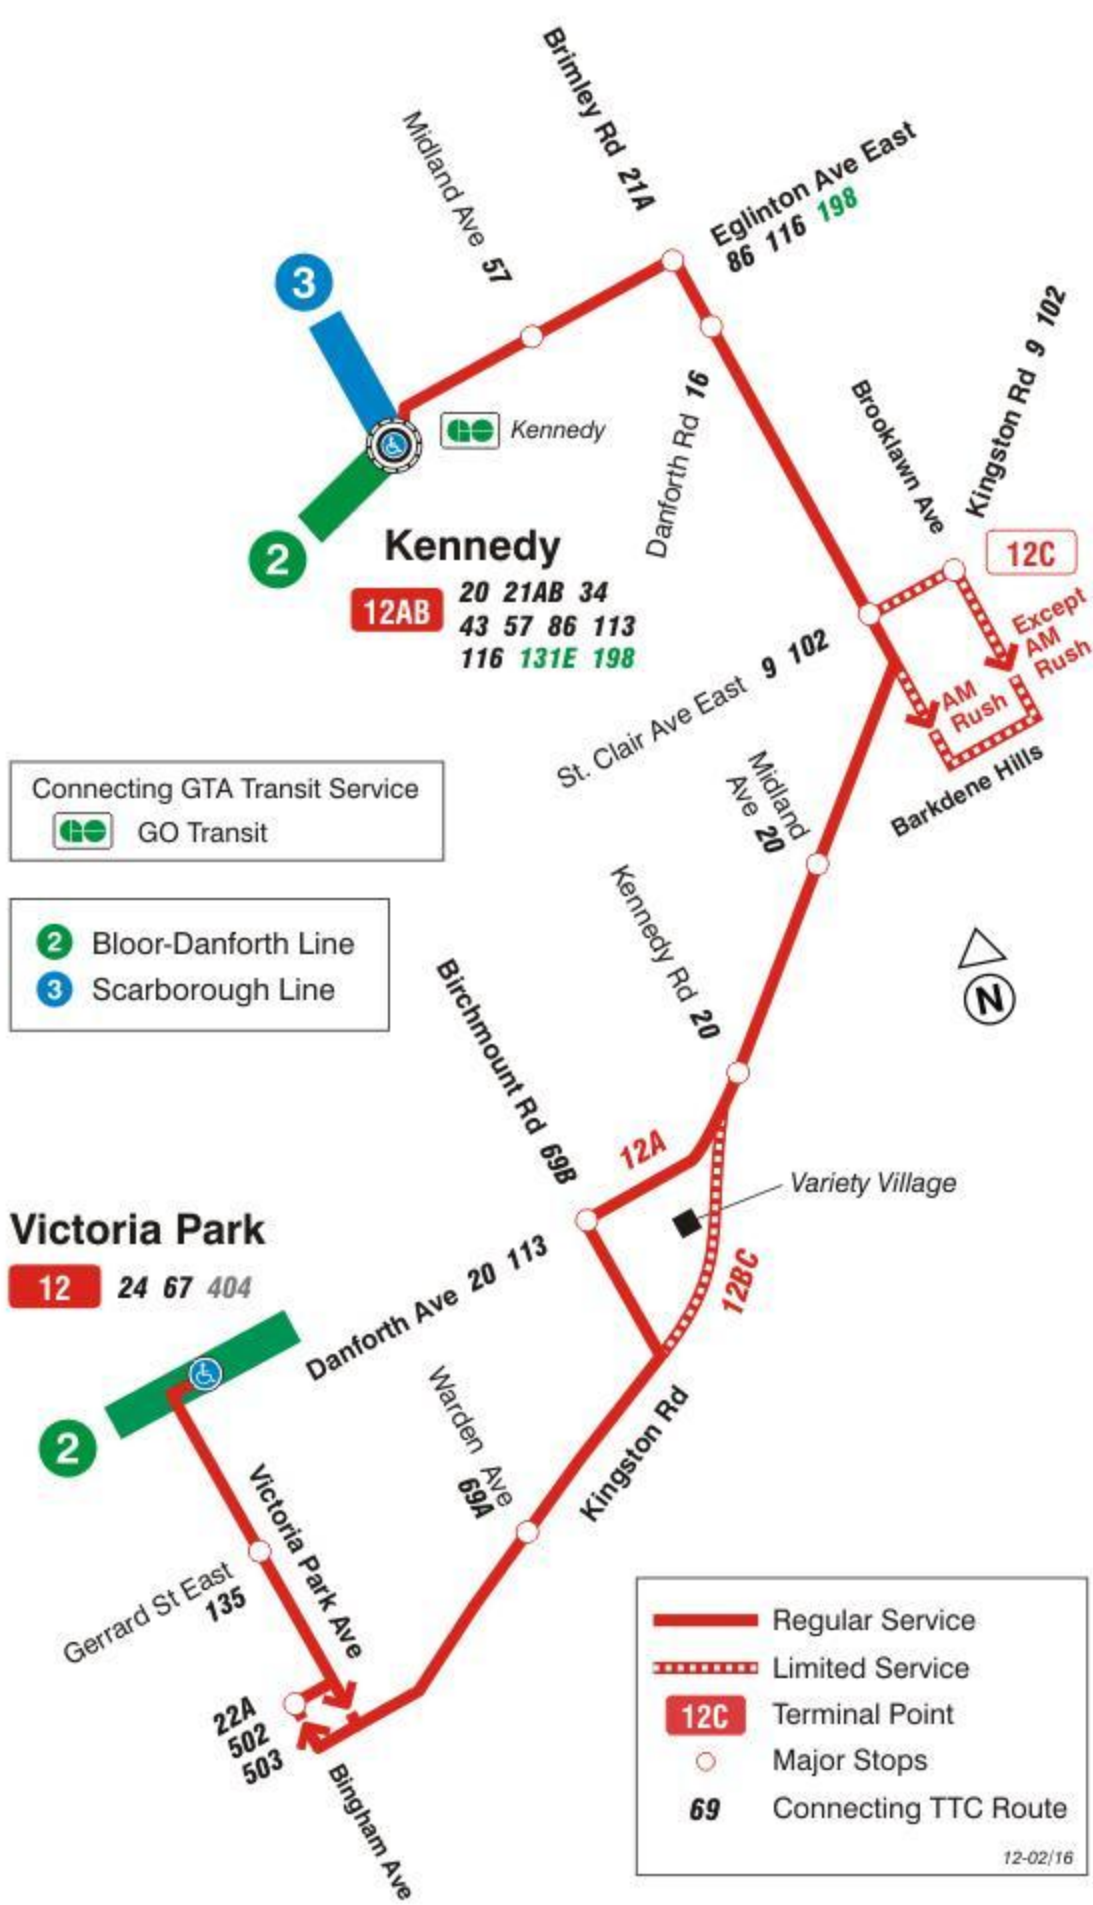 Brimley Rd 21A
Midland Ave 57
Eglinton Ave East
86 116 198
3
Kingston Rd 9 102
Danforth Rd 16
Brooklawn Ave
GO Kennedy
2
Kennedy
12AB
20 21AB 34
43 57 86 113
116 131E 198
12C
Except
AM
Rush
AM
Rush
St. Clair Ave East 9 102
Barkdene Hills
Midland
Ave 20
Connecting GTA Transit Service
GO GO Transit
2 Bloor-Danforth Line
3 Scarborough Line
Kennedy Rd 20
N
Birchmount Rd 69B
12A
Variety Village
Victoria Park
12 24 67 404
Danforth Ave 20 113
12BC
2
Warden Ave
69A
Kingston Rd
Victoria Park Ave
Gerrard St East
135
22A
502
503
Bingham Ave
Regular Service
Limited Service
12C Terminal Point
Major Stops
69 Connecting TTC Route
12-02/16